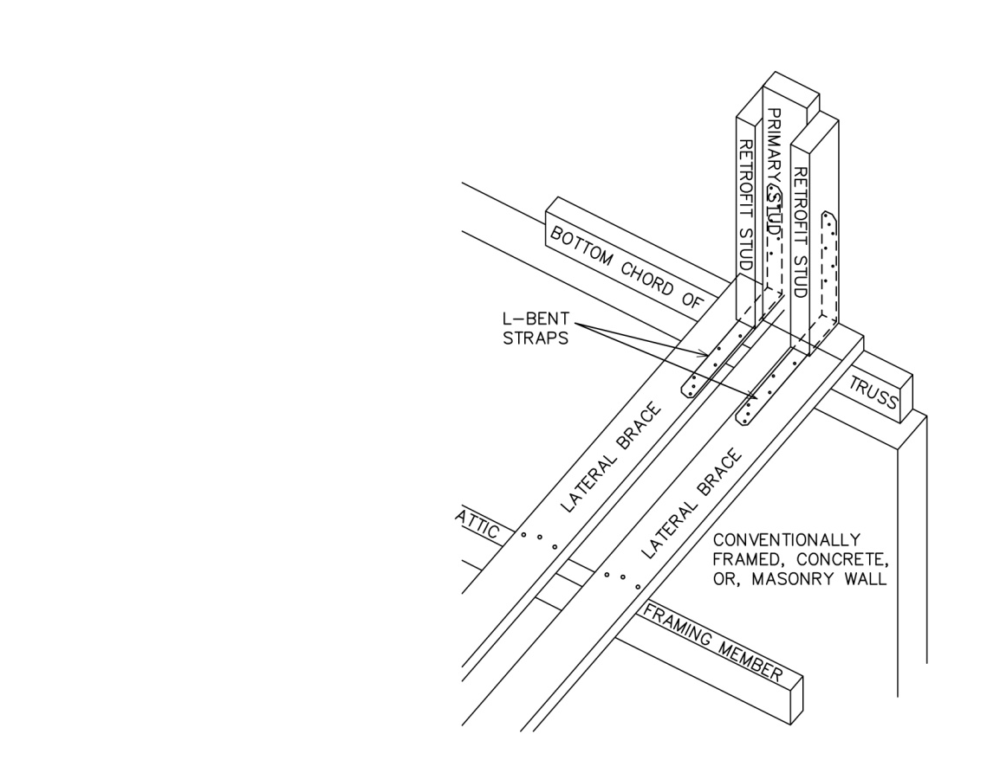 PRIMARY STUD
RETROFIT STUD
RETROFIT STUD
BOTTOM CHORD OF
TRUSS
L-BENT
STRAPS
LATERAL BRACE
LATERAL BRACE
ATTIC
FRAMING MEMBER
CONVENTIONALLY
FRAMED, CONCRETE,
OR, MASONRY WALL